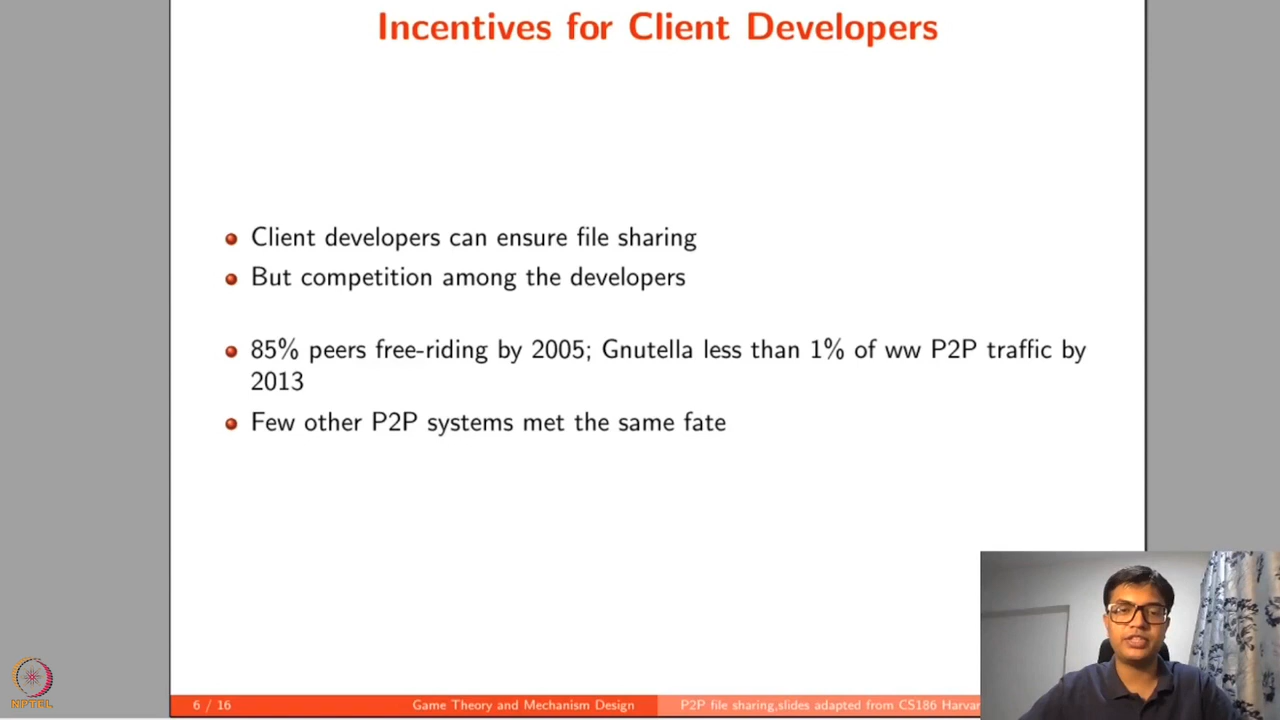 Incentives for Client Developers
Client developers can ensure file sharing
But competition among the developers
85% peers free-riding by 2005; Gnutella less than 1% of ww P2P traffic by
2013
Few other P2P systems met the same fate
6 / 16
Game Theory and Mechanism Design
P2P file sharing,slides adapted from CS186 Harvar
NPTEL